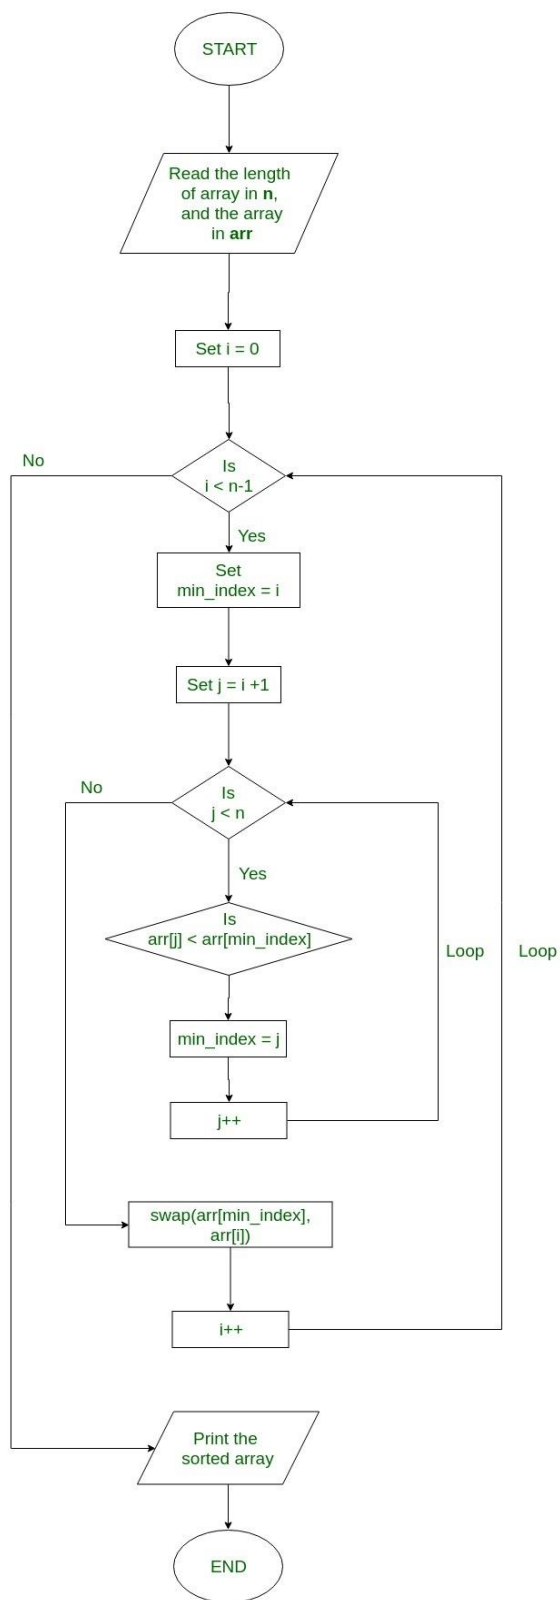 START
Read the length
of array in n,
and the array
in arr
Set i = 0
No
Is
i < n-1
Yes
Set
min_index = i
Set j = i +1
No
Is
j < n
Yes
Is
arr[j] < arr[min_index]
Loop
Loop
min_index = j
j++
swap(arr[min_index],
arr[i])
i++
Print the
sorted array
END